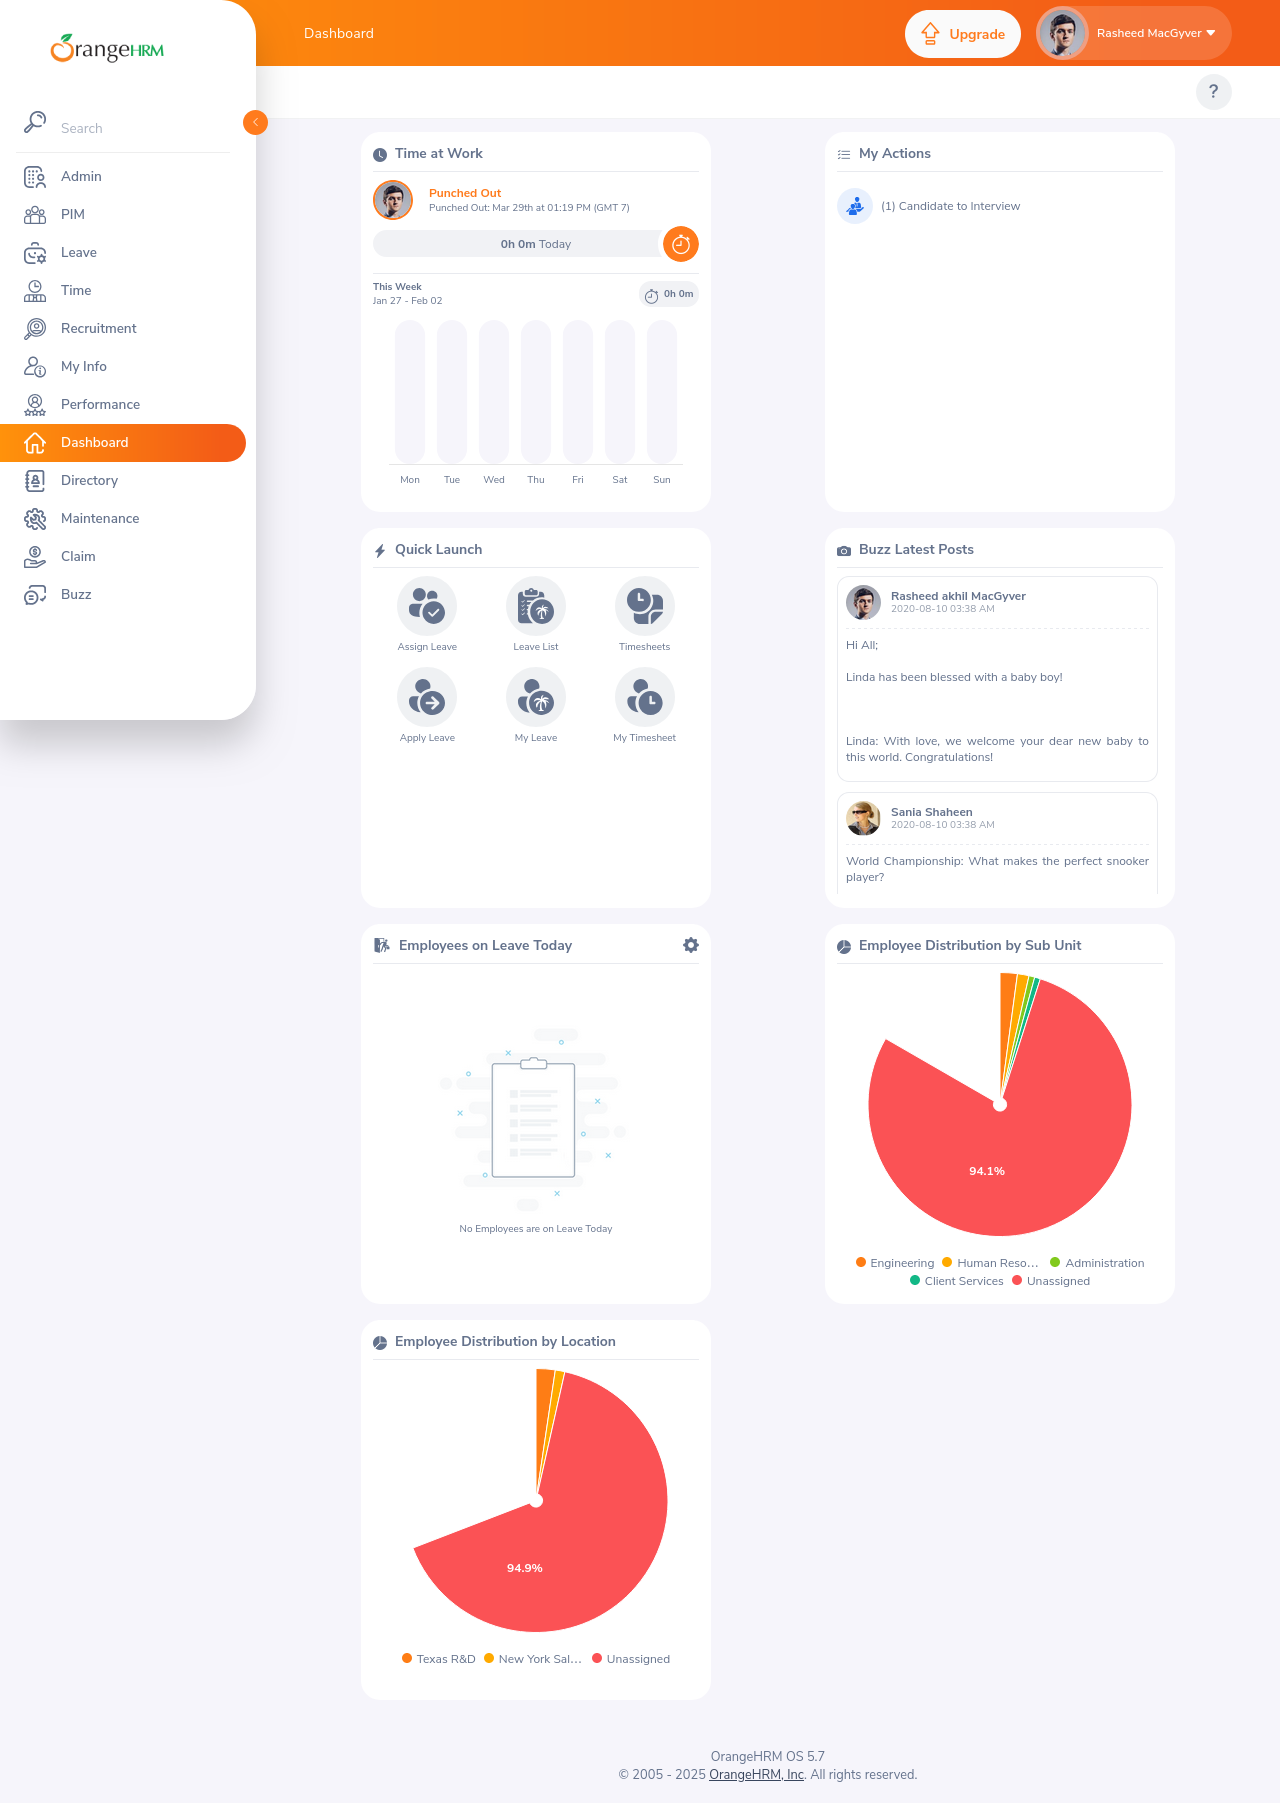 OrangeHRM
Dashboard
Upgrade
Rasheed MacGyver
?
Search
Admin
PIM
Leave
Time
Recruitment
My Info
Performance
Dashboard
Directory
Maintenance
Claim
Buzz
Time at Work
Punched Out
Punched Out: Mar 29th at 01:19 PM (GMT 7)
0h 0m Today
This Week
Jan 27 - Feb 02
0h 0m
Mon Tue Wed Thu Fri Sat Sun
My Actions
(1) Candidate to Interview
Quick Launch
Assign Leave
Leave List
Timesheets
Apply Leave
My Leave
My Timesheet
Buzz Latest Posts
Rasheed akhil MacGyver
2020-08-10 03:38 AM
Hi All;
Linda has been blessed with a baby boy!
Linda: With love, we welcome your dear new baby to
this world. Congratulations!
Sania Shaheen
2020-08-10 03:38 AM
World Championship: What makes the perfect snooker
player?
Employees on Leave Today
No Employees are on Leave Today
Employee Distribution by Sub Unit
94.1%
Engineering Human Reso... Administration
Client Services Unassigned
Employee Distribution by Location
94.9%
Texas R&D New York Sal... Unassigned
OrangeHRM OS 5.7
© 2005 - 2025 OrangeHRM, Inc. All rights reserved.